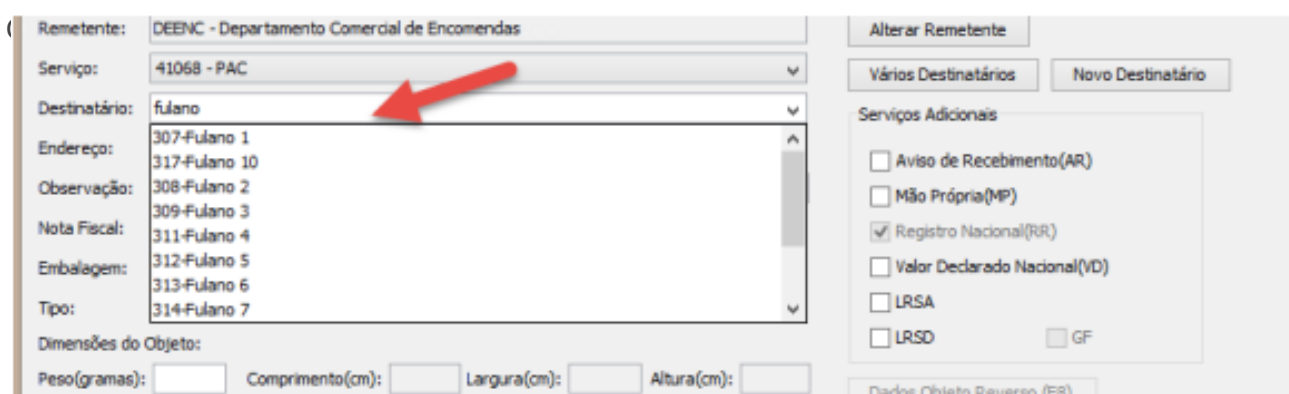 Remetente: DEENC - Departamento Comercial de Encomendas Alterar Remetente
Serviço: 41068 - PAC Vários Destinatários Novo Destinatário
Destinatário: fulano Serviços Adicionais
307-Fulano 1
Endereço: 317-Fulano 10 Aviso de Recebimento(AR)
Observação: 308-Fulano 2 Mão Própria(MP)
309-Fulano 3
Nota Fiscal: 311-Fulano 4 Registro Nacional(RR)
Embalagem: 312-Fulano 5 Valor Declarado Nacional(VD)
313-Fulano 6
Tipo: 314-Fulano 7 LRSA
Dimensões do Objeto: LRSD GF
Peso(gramas): Comprimento(cm): Largura(cm): Altura(cm):
Dados Objeto Reverso (F8)